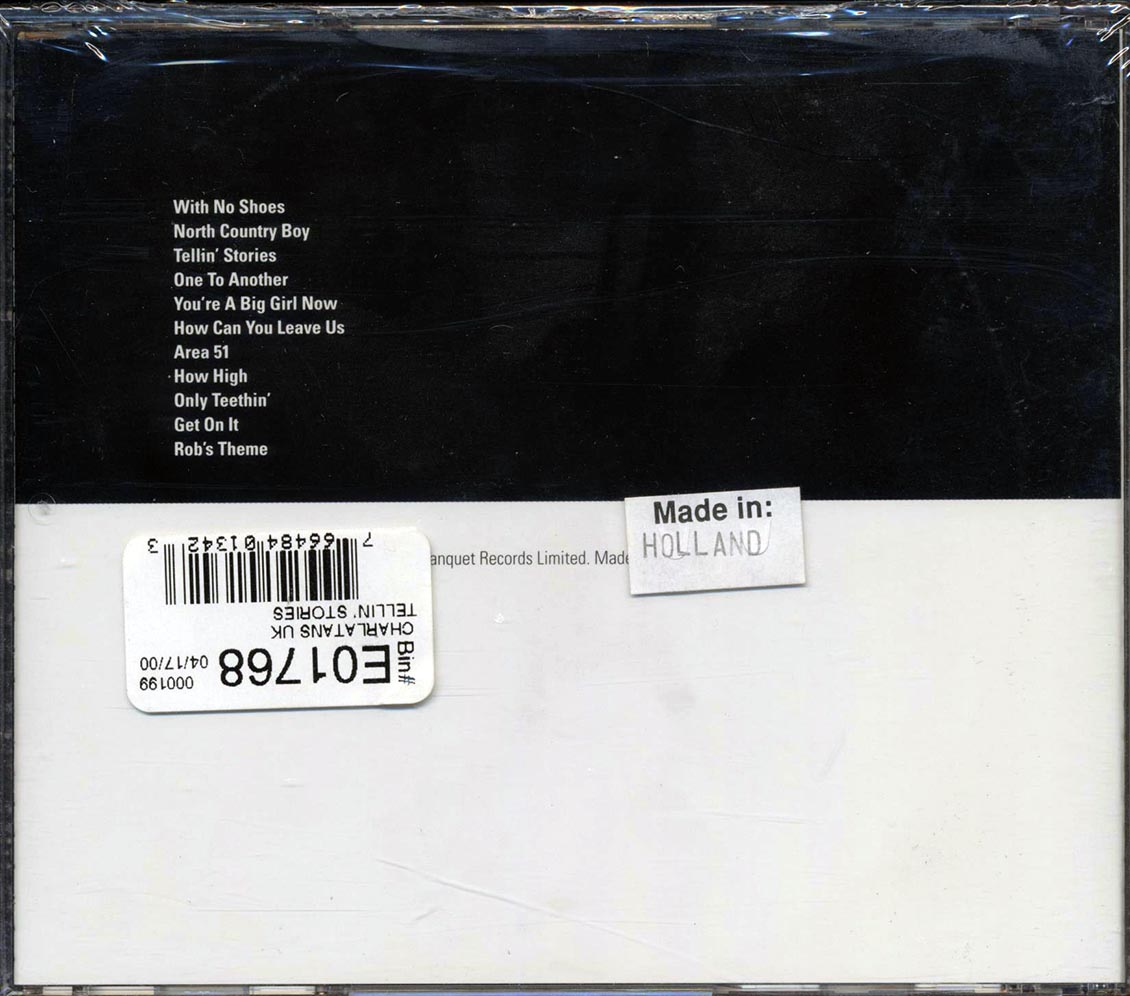 With No Shoes
North Country Boy
Tellin' Stories
One To Another
You're A Big Girl Now
How Can You Leave Us
Area 51
How High
Only Teethin'
Get On It
Rob's Theme
Made in:
HOLLAND
anquet Records Limited. Made
7 66484 01342 3
TELLIN' STORIES
CHARLATANS UK
Bin#
E01768
04/17/00
000199